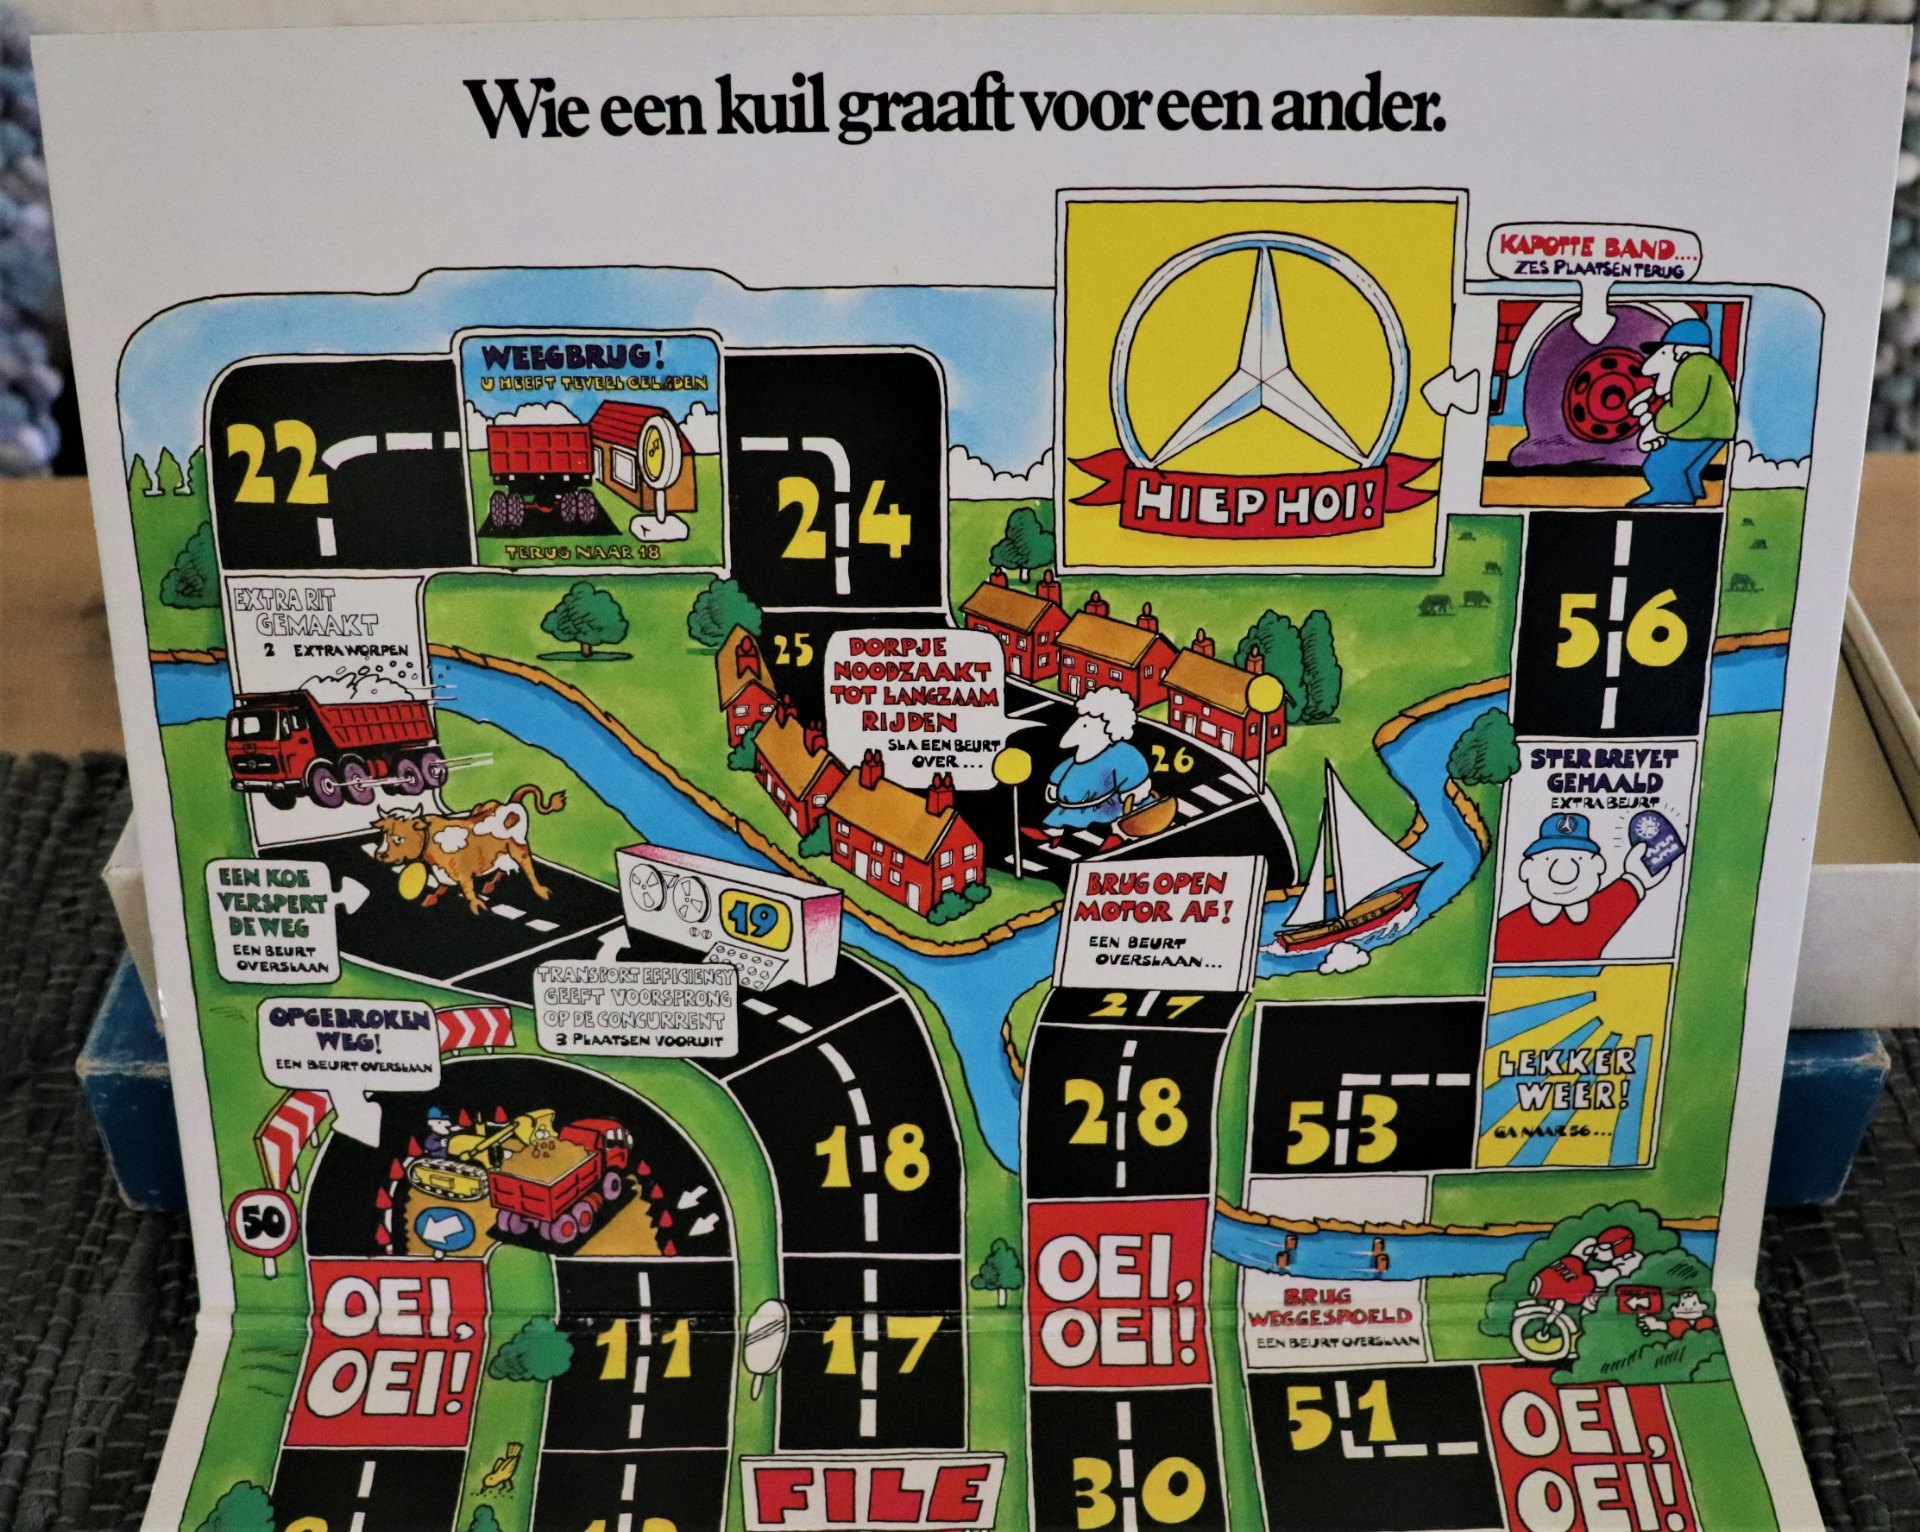 Wie een kuil graaft voor een ander.
KAPOTTE BAND....
ZES PLAATSEN TERUG
WEEGBRUG!
U HEEFT TEVEEL GELADEN
22
24
HIEP HOI!
TERUG NAAR 18
EXTRA RIT
GEMAAKT
2 EXTRA WORPEN
25
DORPJE
NOODZAAKT
TOT LANGZAAM
RIJDEN
SLA EEN BEURT
OVER...
26
56
STERBREVET
GEHAALD
EXTRA BEURT
EEN KOE
VERSPERT
DE WEG
EEN BEURT
OVERSLAAN
19
BRUG OPEN
MOTOR AF!
EEN BEURT
OVERSLAAN...
TRANSPORT EFFICIENCY
GEEFT VOORSPRONG
OP DE CONCURRENT
3 PLAATSEN VOORUIT
27
OPGEBROKEN
WEG!
EEN BEURT OVERSLAAN
LEKKER
WEER!
GA NAAR 56...
18
28
53
50
OEI,
OEI!
11
17
OEI,
OEI!
BRUG
WEGGESPOELD
EEN BEURT OVERSLAAN
51
OEI,
OEI!
FILE
30